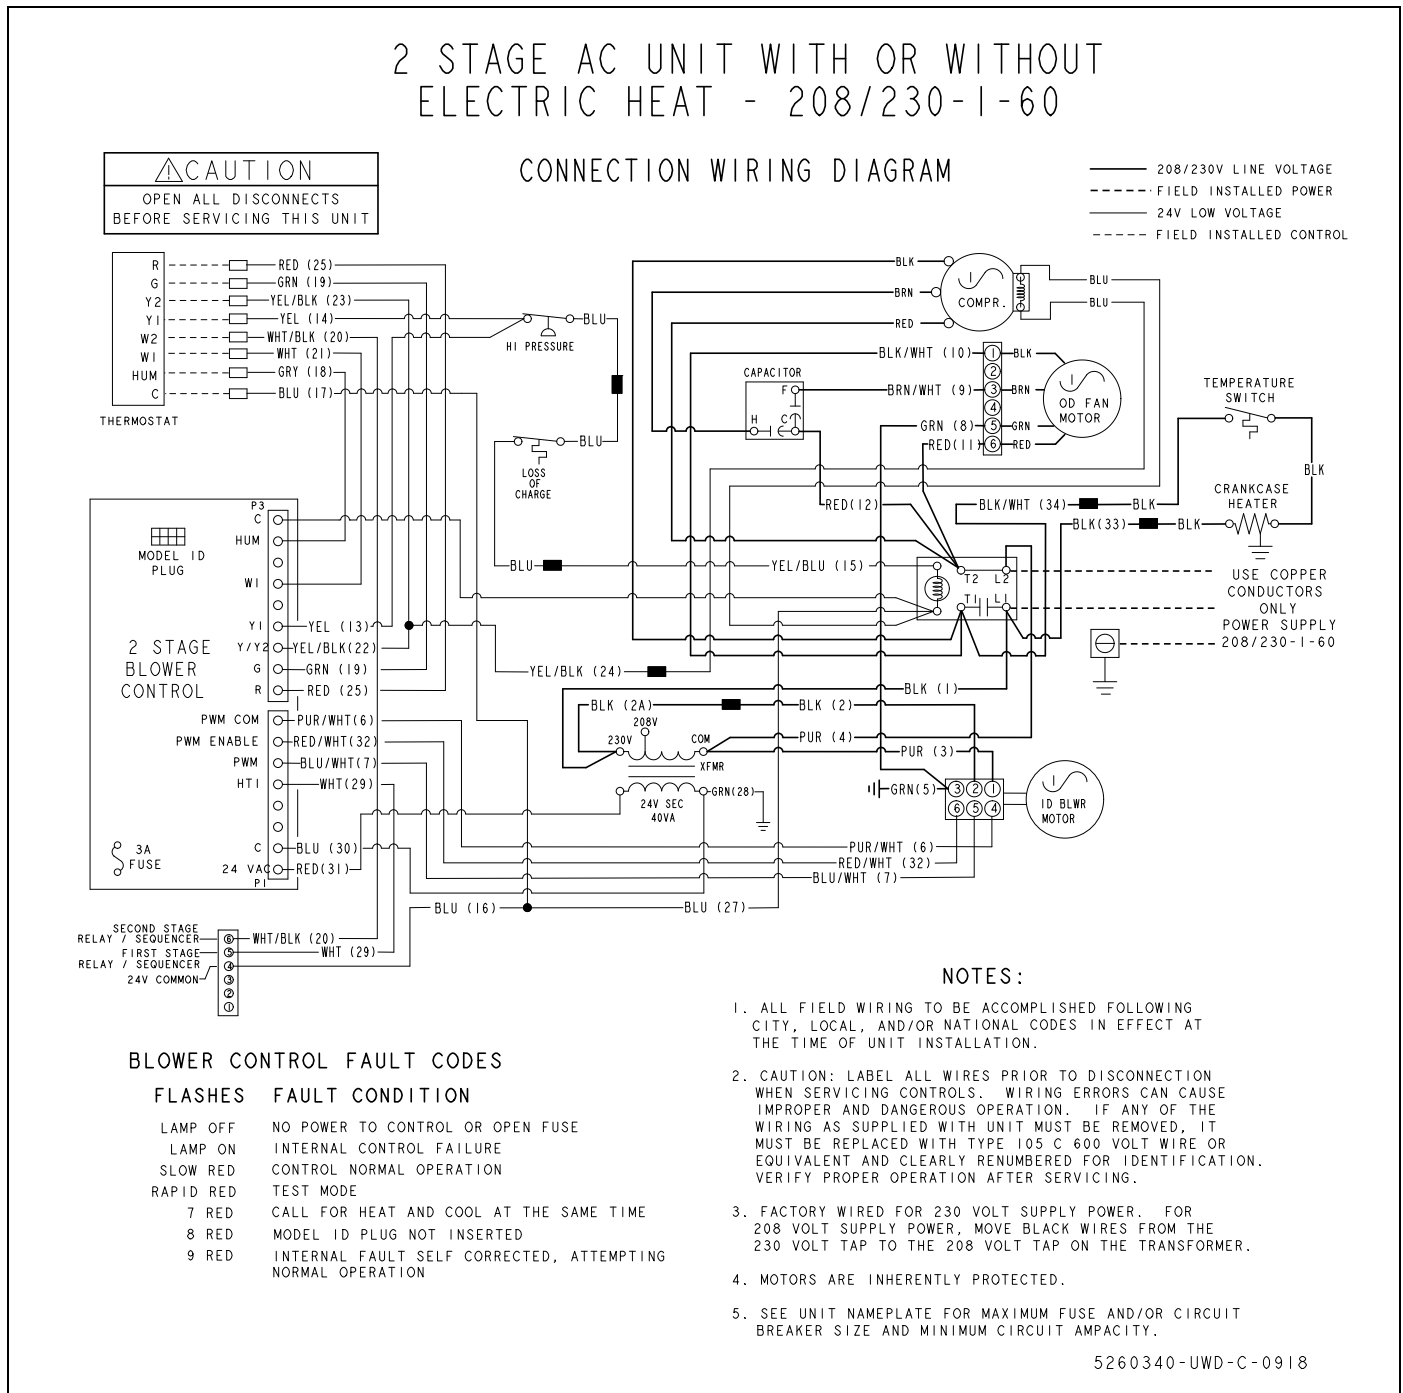 2 STAGE AC UNIT WITH OR WITHOUT
ELECTRIC HEAT - 208/230-1-60
CONNECTION WIRING DIAGRAM
⚠CAUTION
OPEN ALL DISCONNECTS
BEFORE SERVICING THIS UNIT
208/230V LINE VOLTAGE
FIELD INSTALLED POWER
24V LOW VOLTAGE
FIELD INSTALLED CONTROL
R
RED (25)
G
GRN (19)
Y2
YEL/BLK (23)
Y1
YEL (14)
W2
WHT/BLK (20)
W1
WHT (21)
HUM
GRY (18)
C
BLU (17)
THERMOSTAT
BLU
HI PRESSURE
BLU
LOSS
OF
CHARGE
BLK
BRN
RED
COMPR.
BLU
BLU
BLK/WHT (10)
1
BLK
2
BRN/WHT (9)
3
BRN
4
GRN (8)
5
GRN
RED(11)
6
RED
OD FAN
MOTOR
CAPACITOR
F
H
C
TEMPERATURE
SWITCH
BLK
CRANKCASE
HEATER
RED(12)
BLK/WHT (34)
BLK
BLK(33)
BLK
BLU
YEL/BLU (15)
T2
L2
T1
L1
USE COPPER
CONDUCTORS
ONLY
POWER SUPPLY
208/230-1-60
P3
C
HUM
MODEL ID
PLUG
W1
Y1
YEL (13)
Y/Y2
YEL/BLK(22)
G
GRN (19)
R
RED (25)
2 STAGE
BLOWER
CONTROL
YEL/BLK (24)
PWM COM
PUR/WHT(6)
PWM ENABLE
RED/WHT(32)
PWM
BLU/WHT(7)
HT1
WHT(29)
C
BLU (30)
24 VAC
RED(31)
P1
3A
FUSE
BLK (1)
BLK (2A)
BLK (2)
208V
230V
COM
PUR (4)
PUR (3)
XFMR
24V SEC
40VA
GRN(28)
GRN(5)
3
2
1
6
5
4
ID BLWR
MOTOR
PUR/WHT (6)
RED/WHT (32)
BLU/WHT (7)
BLU (16)
BLU (27)
SECOND STAGE
RELAY / SEQUENCER
FIRST STAGE
RELAY / SEQUENCER
24V COMMON
6
WHT/BLK (20)
5
WHT (29)
4
3
2
1
BLOWER CONTROL FAULT CODES
FLASHES FAULT CONDITION
LAMP OFF NO POWER TO CONTROL OR OPEN FUSE
LAMP ON INTERNAL CONTROL FAILURE
SLOW RED CONTROL NORMAL OPERATION
RAPID RED TEST MODE
7 RED CALL FOR HEAT AND COOL AT THE SAME TIME
8 RED MODEL ID PLUG NOT INSERTED
9 RED INTERNAL FAULT SELF CORRECTED, ATTEMPTING
NORMAL OPERATION
NOTES:
1. ALL FIELD WIRING TO BE ACCOMPLISHED FOLLOWING
CITY, LOCAL, AND/OR NATIONAL CODES IN EFFECT AT
THE TIME OF UNIT INSTALLATION.
2. CAUTION: LABEL ALL WIRES PRIOR TO DISCONNECTION
WHEN SERVICING CONTROLS. WIRING ERRORS CAN CAUSE
IMPROPER AND DANGEROUS OPERATION. IF ANY OF THE
WIRING AS SUPPLIED WITH UNIT MUST BE REMOVED, IT
MUST BE REPLACED WITH TYPE 105 C 600 VOLT WIRE OR
EQUIVALENT AND CLEARLY RENUMBERED FOR IDENTIFICATION.
VERIFY PROPER OPERATION AFTER SERVICING.
3. FACTORY WIRED FOR 230 VOLT SUPPLY POWER. FOR
208 VOLT SUPPLY POWER, MOVE BLACK WIRES FROM THE
230 VOLT TAP TO THE 208 VOLT TAP ON THE TRANSFORMER.
4. MOTORS ARE INHERENTLY PROTECTED.
5. SEE UNIT NAMEPLATE FOR MAXIMUM FUSE AND/OR CIRCUIT
BREAKER SIZE AND MINIMUM CIRCUIT AMPACITY.
5260340-UWD-C-0918